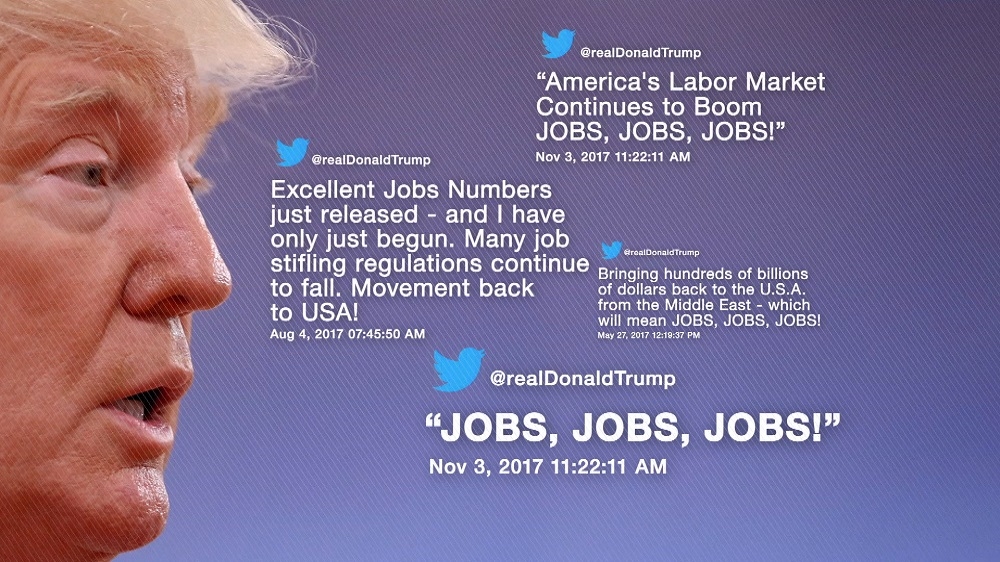 @realDonaldTrump
“America's Labor Market
Continues to Boom
JOBS, JOBS, JOBS!”
Nov 3, 2017 11:22:11 AM
@realDonaldTrump
Excellent Jobs Numbers
just released - and I have
only just begun. Many job
stifling regulations continue
to fall. Movement back
to USA!
Aug 4, 2017 07:45:50 AM
@realDonaldTrump
Bringing hundreds of billions
of dollars back to the U.S.A.
from the Middle East - which
will mean JOBS, JOBS, JOBS!
May 27, 2017 12:19:37 PM
@realDonaldTrump
“JOBS, JOBS, JOBS!”
Nov 3, 2017 11:22:11 AM